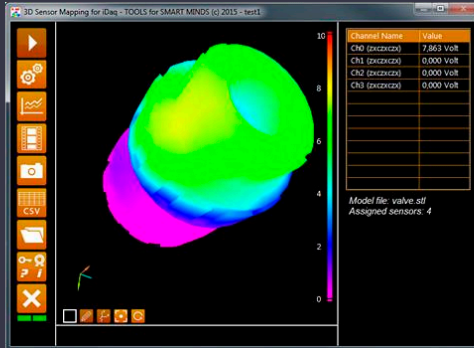 3D Sensor Mapping for iDaq - TOOLS for SMART MINDS (c) 2015 - test1
10
8
6
4
2
0
Channel Name Value
Ch0 (zxczxczx) 7,863 Volt
Ch1 (zxczxczx) 0,000 Volt
Ch2 (zxczxczx) 0,000 Volt
Ch3 (zxczxczx) 0,000 Volt
Model file: valve.stl
Assigned sensors: 4
CSV
? i